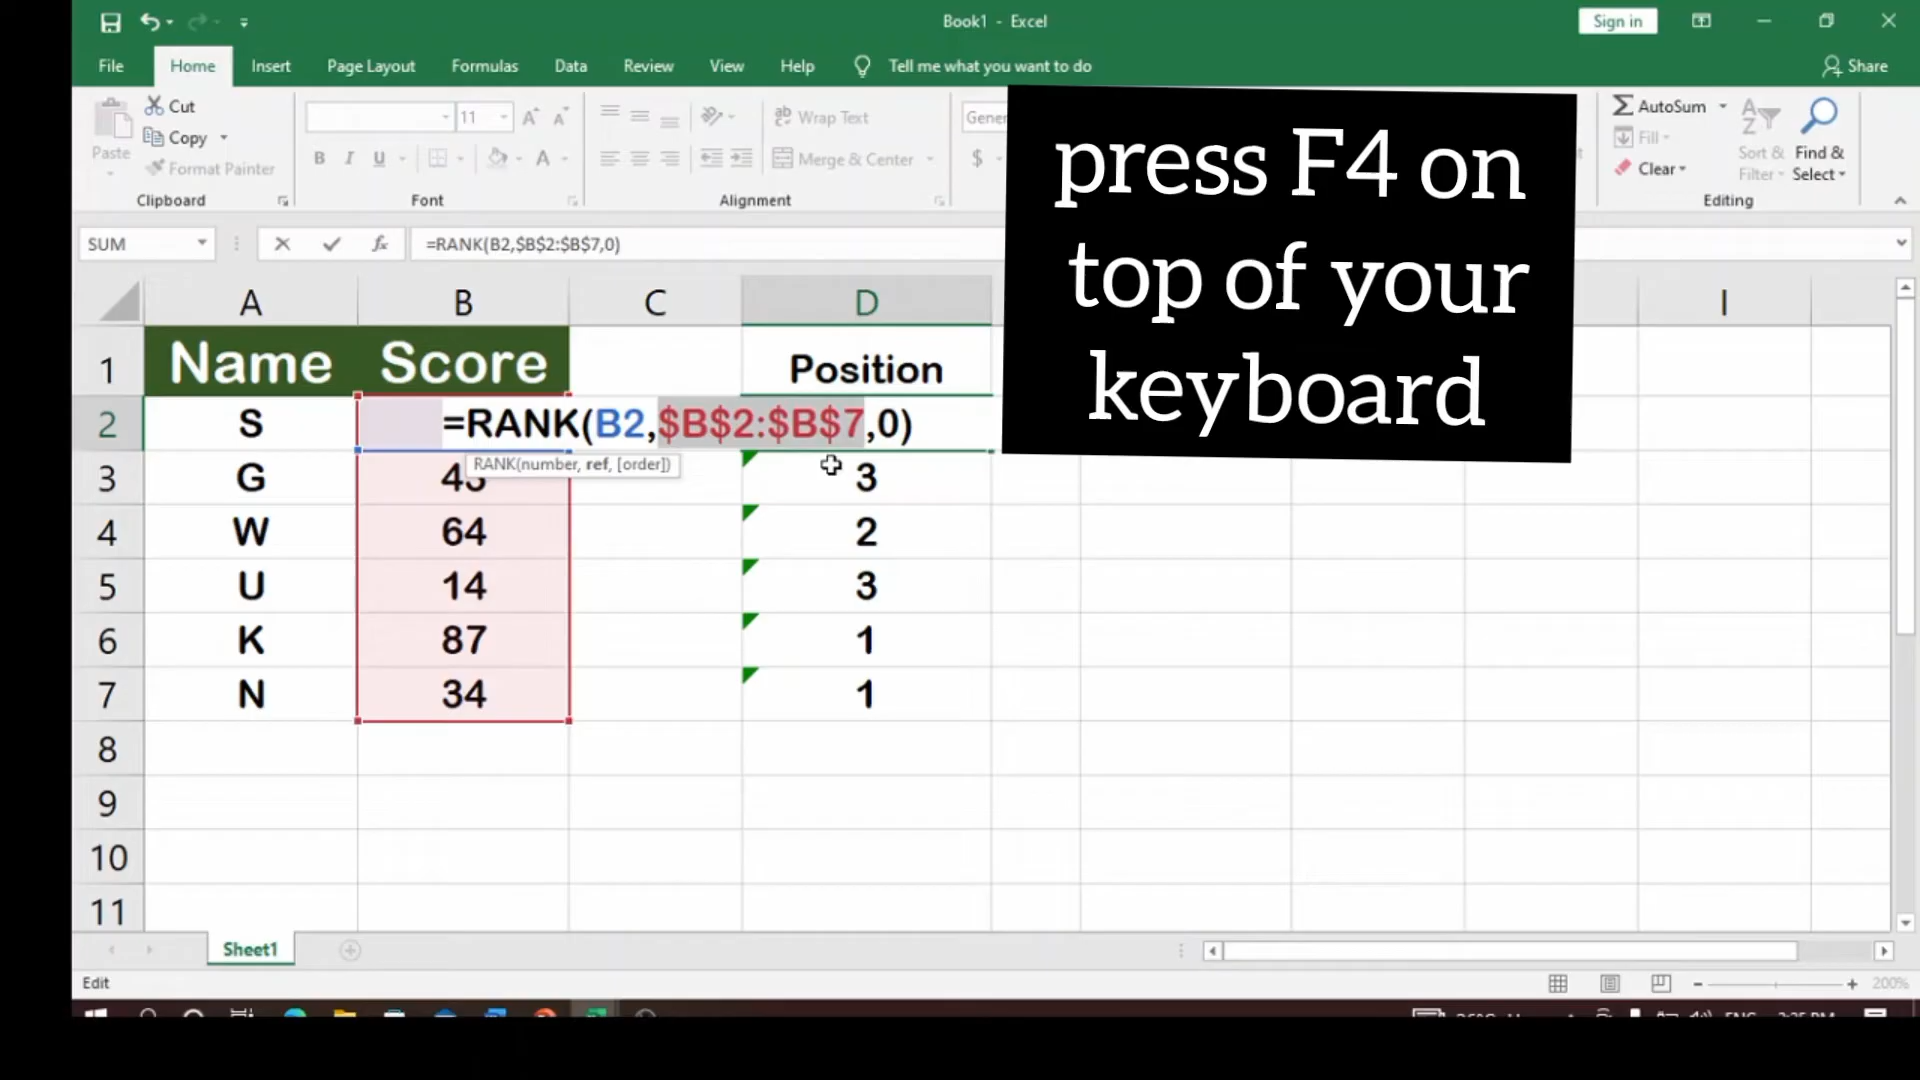 Book1 - Excel
Sign in
File Home Insert Page Layout Formulas Data Review View Help Tell me what you want to do Share
Paste
Cut
Copy
Format Painter
Clipboard
11
B I U
Font
Wrap Text
Merge & Center
Alignment
$
AutoSum
Fill
Clear
Sort &
Filter
Find &
Select
Editing
press F4 on
top of your
keyboard
SUM
fx
=RANK(B2,$B$2:$B$7,0)
A B C D I
1 Name Score Position
2 S =RANK(B2,$B$2:$B$7,0)
RANK(number, ref, [order])
3 G 3
4 W 64 2
5 U 14 3
6 K 87 1
7 N 34 1
8
9
10
11
Sheet1
Edit
200%